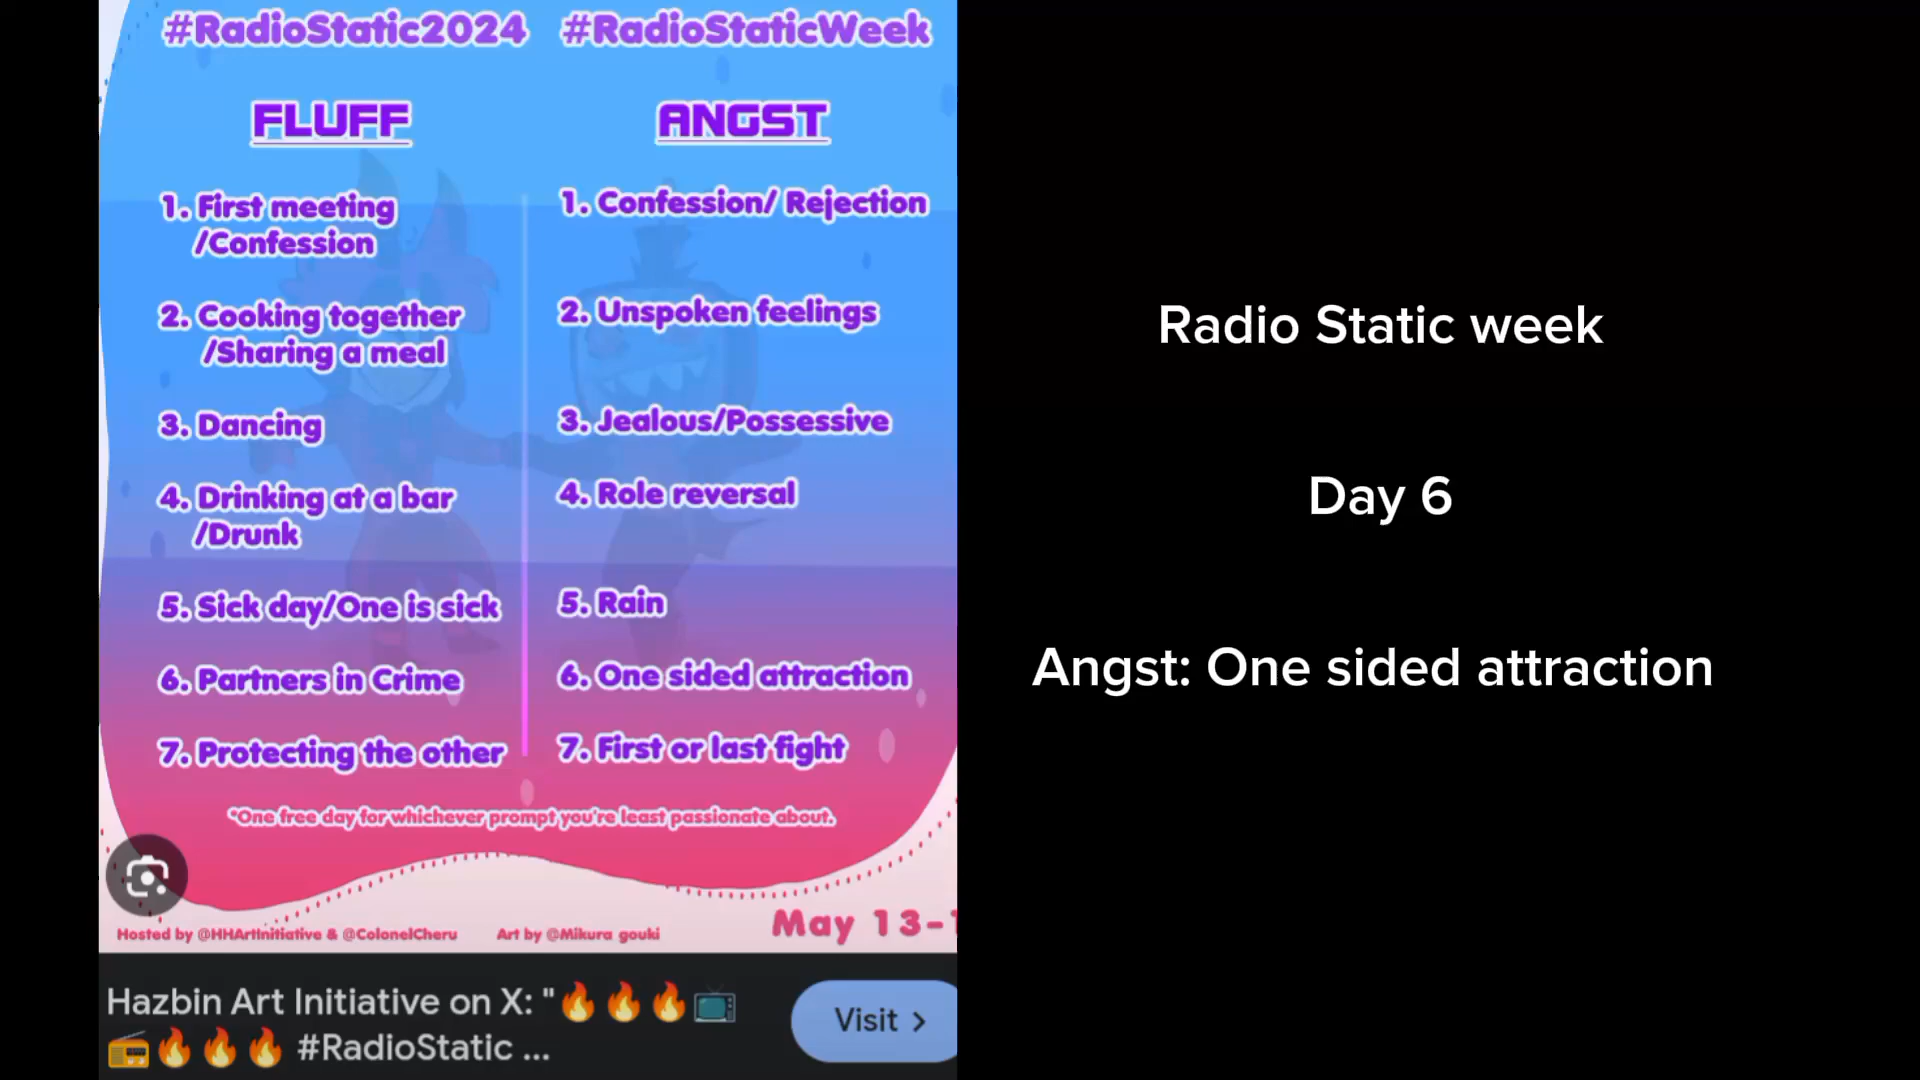 #RadioStatic2024 #RadioStaticWeek
FLUFF
1. First meeting
/Confession
2. Cooking together
/Sharing a meal
3. Dancing
4. Drinking at a bar
/Drunk
5. Sick day/One is sick
6. Partners in Crime
7. Protecting the other
ANGST
1. Confession/ Rejection
2. Unspoken feelings
3. Jealous/Possessive
4. Role reversal
5. Rain
6. One sided attraction
7. First or last fight
*One free day for whichever prompt you're least passionate about.
Hosted by @HHArtInitiative & @ColonelCheru Art by @Mikura gouki
May 13-1
Hazbin Art Initiative on X: "🔥🔥🔥📺
📻🔥🔥🔥 #RadioStatic ...
Visit >
Radio Static week
Day 6
Angst: One sided attraction